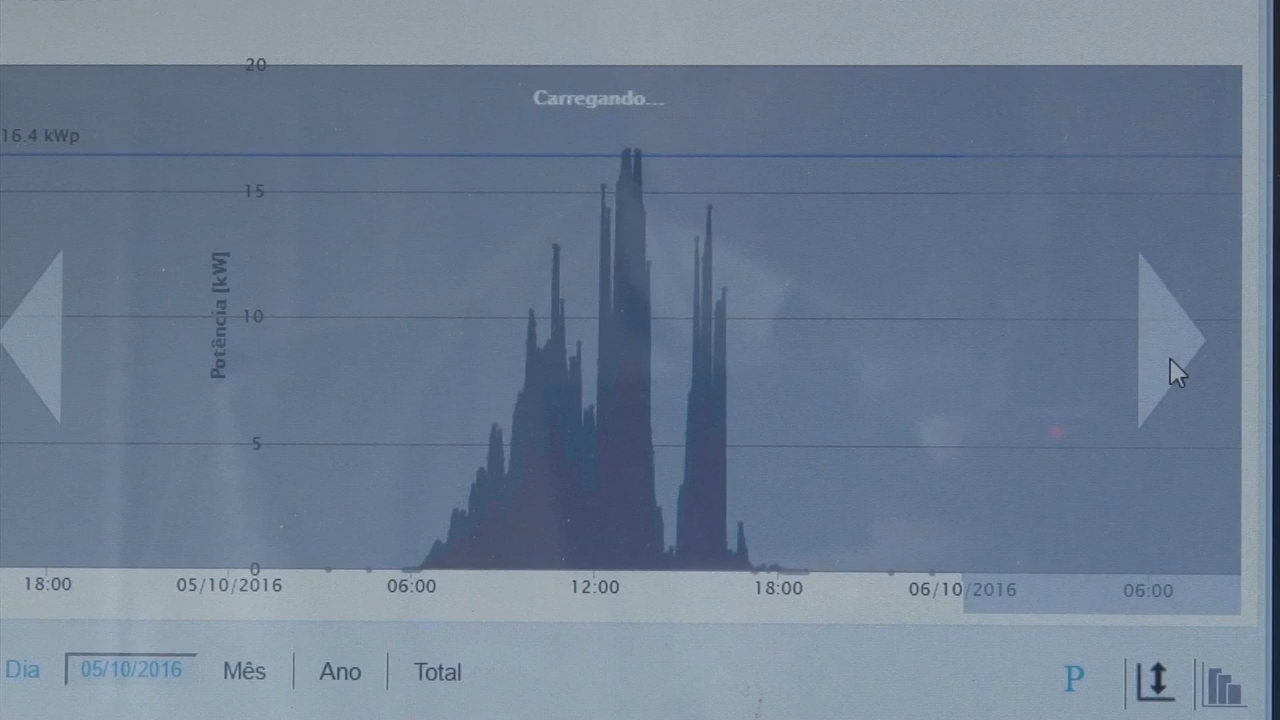 20
Carregando...
16.4 kWp
15
Potência [kW]
10
5
0
18:00 05/10/2016 06:00 12:00 18:00 06/10/2016 06:00
Dia 05/10/2016 Mês Ano Total P